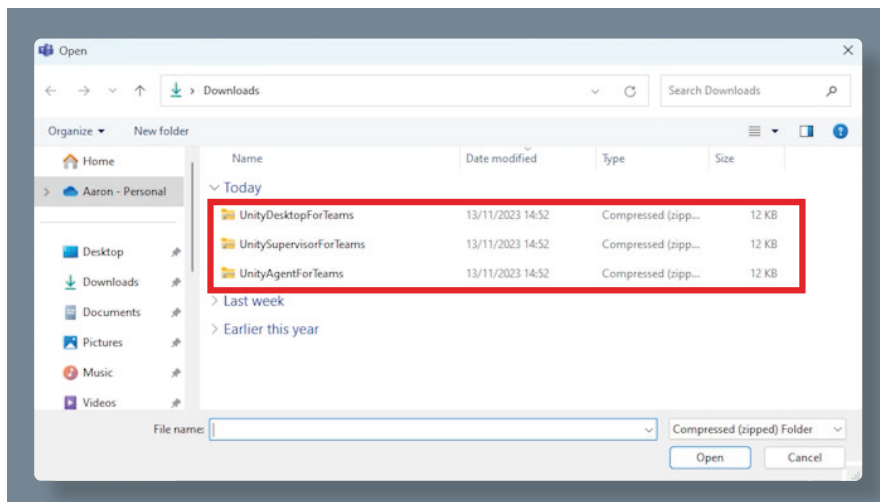 Open
Downloads
Search Downloads
Organize
New folder
Name
Date modified
Type
Size
Home
Aaron - Personal
Desktop
Downloads
Documents
Pictures
Music
Videos
Today
UnityDesktopForTeams 13/11/2023 14:52 Compressed (zipp... 12 KB
UnitySupervisorForTeams 13/11/2023 14:52 Compressed (zipp... 12 KB
UnityAgentForTeams 13/11/2023 14:52 Compressed (zipp... 12 KB
Last week
Earlier this year
File name:
Compressed (zipped) Folder
Open
Cancel